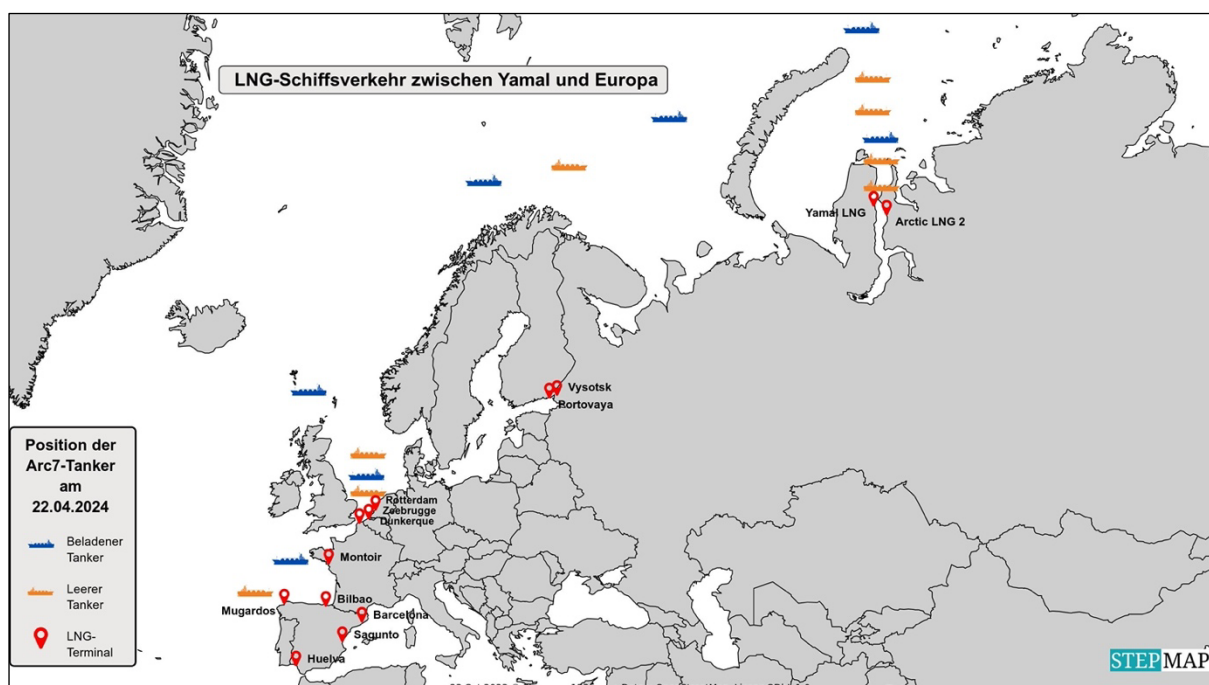 LNG-Schiffsverkehr zwischen Yamal und Europa
Yamal LNG
Arctic LNG 2
Vysotsk
Portovaya
Position der
Arc7-Tanker
am
22.04.2024
Beladener
Tanker
Leerer
Tanker
LNG-
Terminal
Rotterdam
Zeebrugge
Dunkerque
Montoir
Mugardos
Bilbao
Barcelona
Sagunto
Huelva
STEPMAP